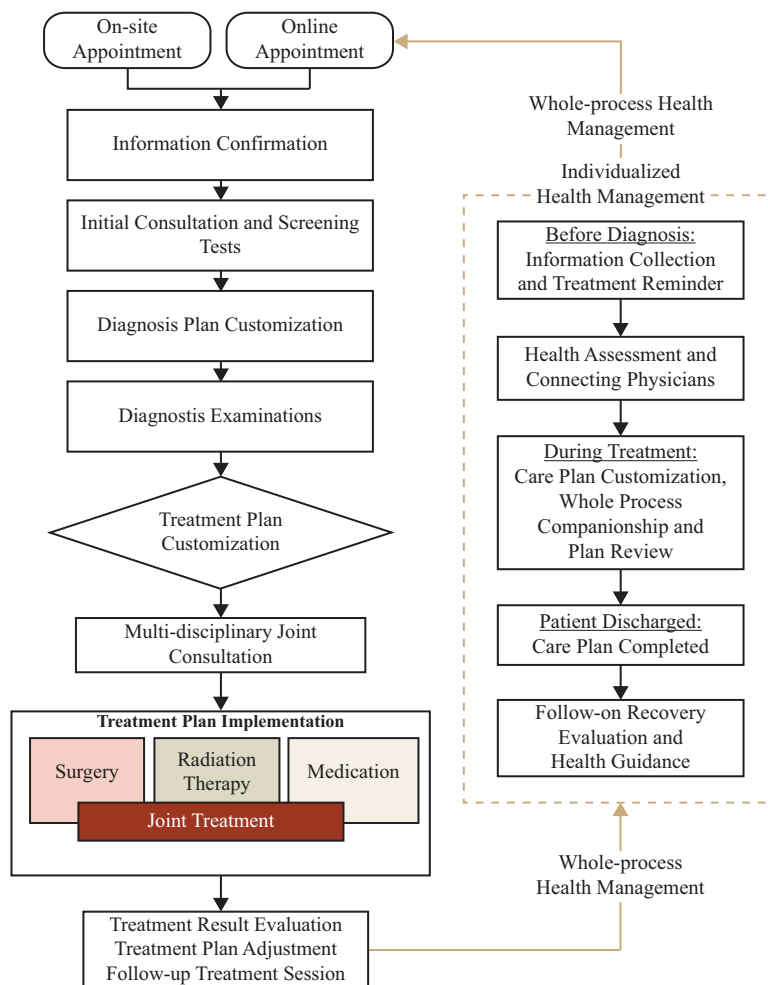 On-site
Appointment
Online
Appointment
Information Confirmation
Initial Consultation and Screening
Tests
Diagnosis Plan Customization
Diagnostis Examinations
Treatment Plan
Customization
Multi-disciplinary Joint
Consultation
Treatment Plan Implementation
Surgery
Radiation
Therapy
Medication
Joint Treatment
Treatment Result Evaluation
Treatment Plan Adjustment
Follow-up Treatment Session
Whole-process Health
Management
Individualized
Health Management
Before Diagnosis:
Information Collection
and Treatment Reminder
Health Assessment and
Connecting Physicians
During Treatment:
Care Plan Customization,
Whole Process
Companionship and
Plan Review
Patient Discharged:
Care Plan Completed
Follow-on Recovery
Evaluation and
Health Guidance
Whole-process
Health Management